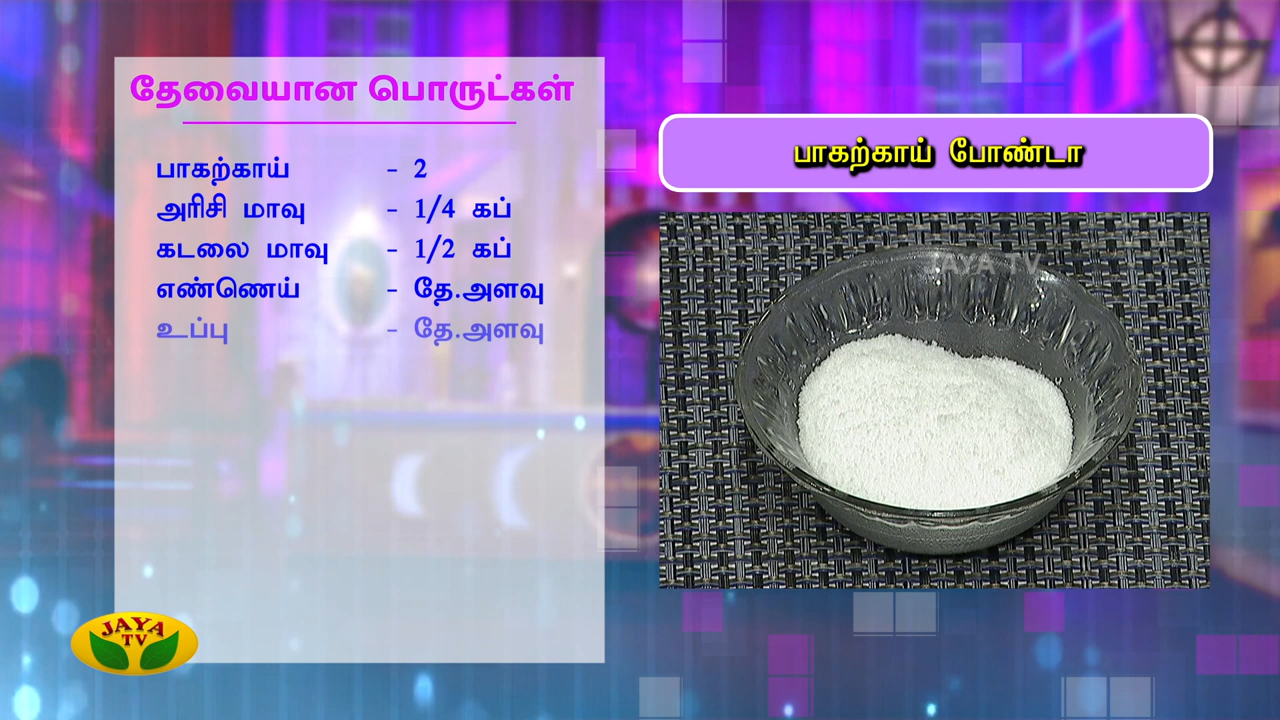 தேவையான பொருட்கள்
பாகற்காய் - 2
அரிசி மாவு - 1/4 கப்
கடலை மாவு - 1/2 கப்
எண்ணெய் - தே.அளவு
உப்பு - தே.அளவு
பாகற்காய் போண்டா
JAYA TV
JAYA
TV